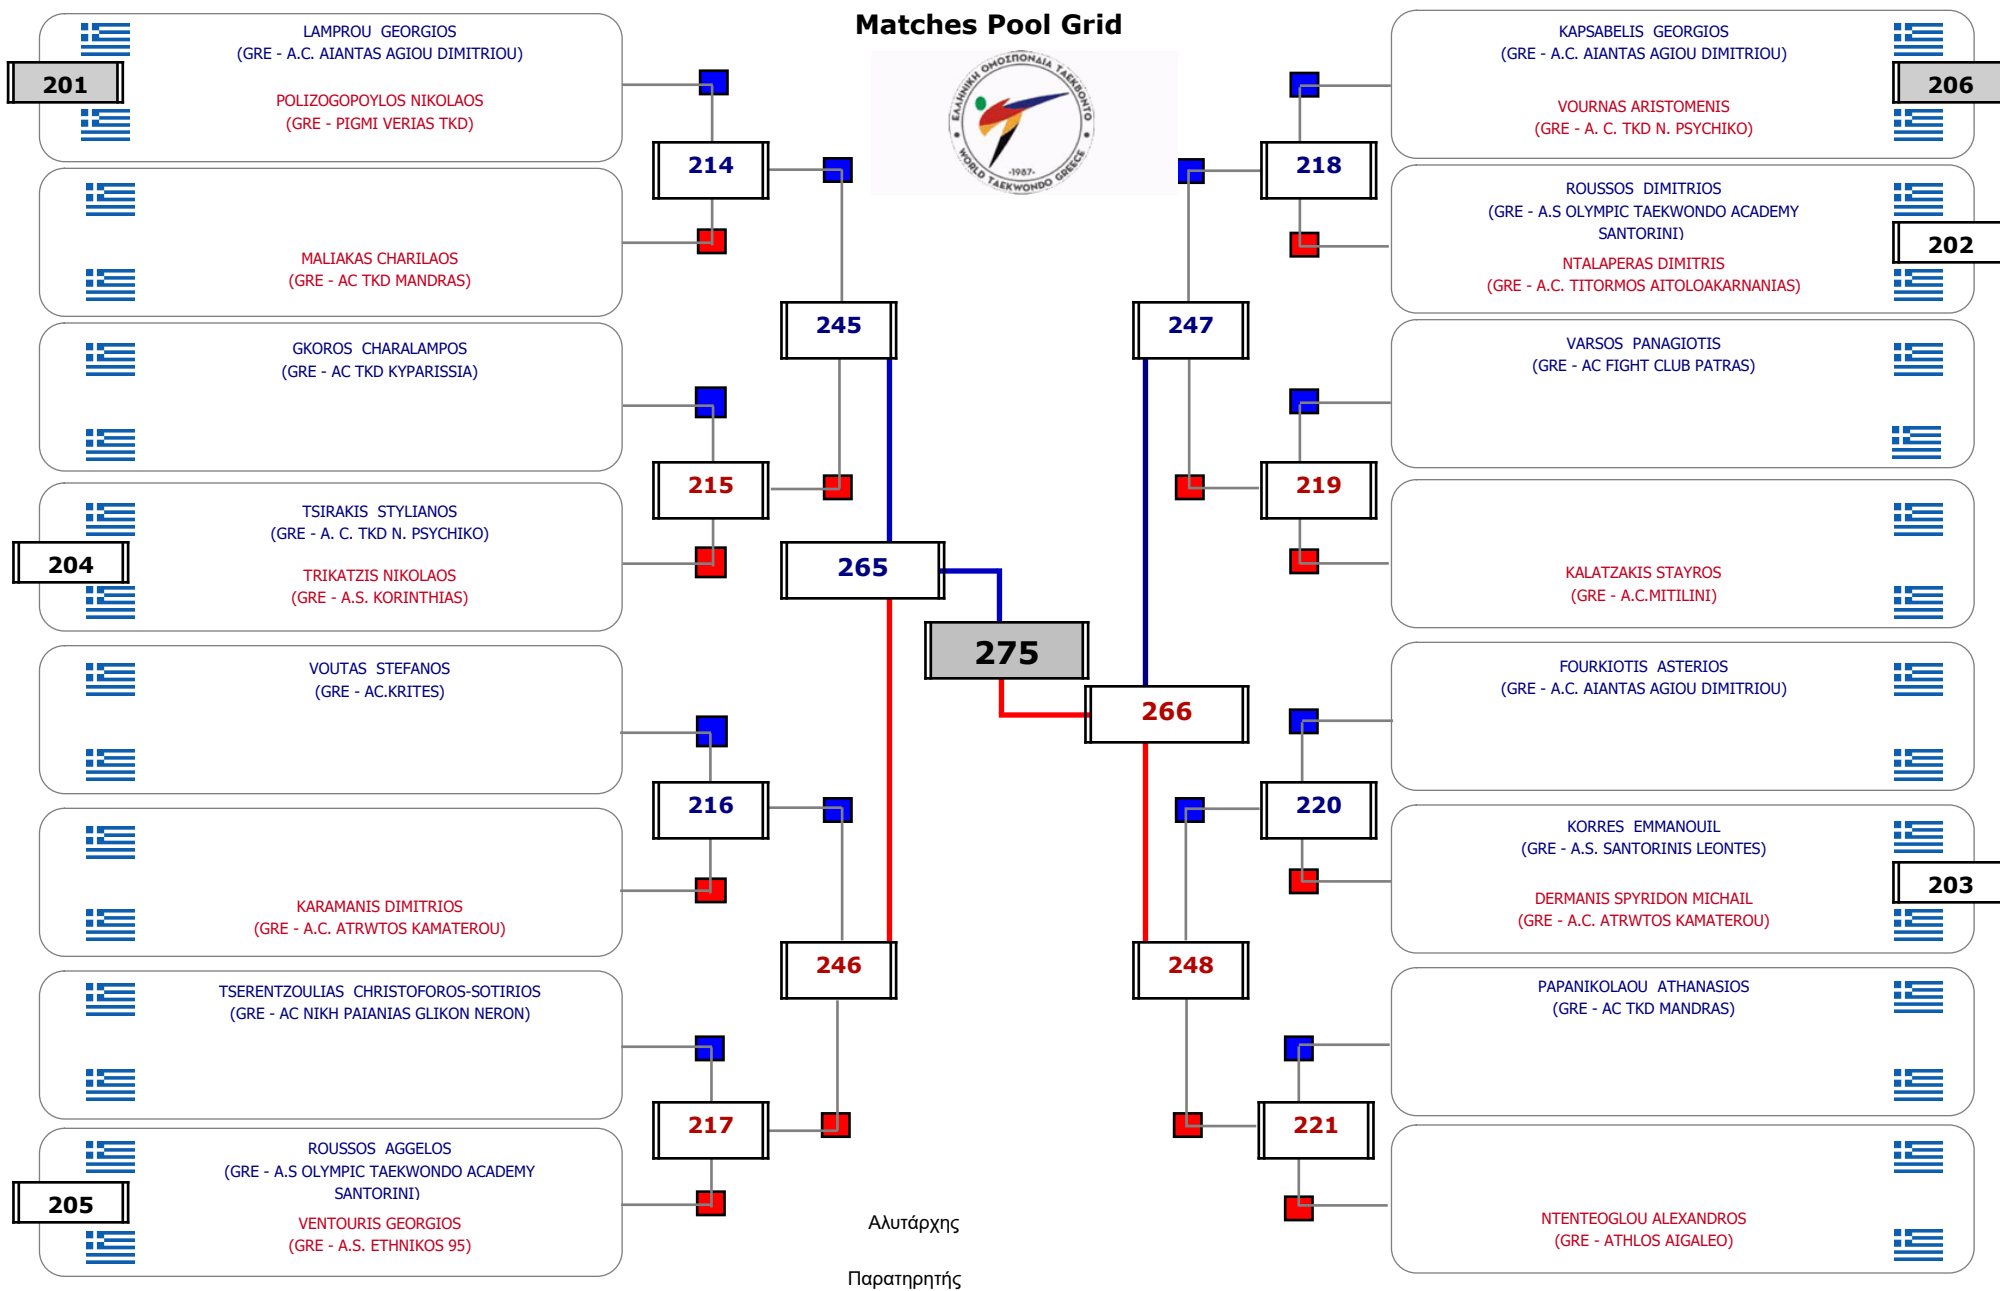 Matches Pool Grid
ΕΛΛΗΝΙΚΗ ΟΜΟΣΠΟΝΔΙΑ ΤΑΕΚΒΟΝΤΟ
-1987-
WORLD TAEKWONDO GREECE
LAMPROU GEORGIOS
(GRE - A.C. AIANTAS AGIOU DIMITRIOU)
201
POLIZOGOPOYLOS NIKOLAOS
(GRE - PIGMI VERIAS TKD)
MALIAKAS CHARILAOS
(GRE - AC TKD MANDRAS)
GKOROS CHARALAMPOS
(GRE - AC TKD KYPARISSIA)
TSIRAKIS STYLIANOS
(GRE - A. C. TKD N. PSYCHIKO)
204
TRIKATZIS NIKOLAOS
(GRE - A.S. KORINTHIAS)
VOUTAS STEFANOS
(GRE - AC.KRITES)
KARAMANIS DIMITRIOS
(GRE - A.C. ATRWTOS KAMATEROU)
TSERENTZOULIAS CHRISTOFOROS-SOTIRIOS
(GRE - AC NIKH PAIANIAS GLIKON NERON)
ROUSSOS AGGELOS
(GRE - A.S OLYMPIC TAEKWONDO ACADEMY
SANTORINI)
205
VENTOURIS GEORGIOS
(GRE - A.S. ETHNIKOS 95)
214
215
216
217
245
246
265
275
266
247
248
218
219
220
221
KAPSABELIS GEORGIOS
(GRE - A.C. AIANTAS AGIOU DIMITRIOU)
206
VOURNAS ARISTOMENIS
(GRE - A. C. TKD N. PSYCHIKO)
ROUSSOS DIMITRIOS
(GRE - A.S OLYMPIC TAEKWONDO ACADEMY
SANTORINI)
202
NTALAPERAS DIMITRIS
(GRE - A.C. TITORMOS AITOLOAKARNANIAS)
VARSOS PANAGIOTIS
(GRE - AC FIGHT CLUB PATRAS)
KALATZAKIS STAYROS
(GRE - A.C.MITILINI)
FOURKIOTIS ASTERIOS
(GRE - A.C. AIANTAS AGIOU DIMITRIOU)
KORRES EMMANOUIL
(GRE - A.S. SANTORINIS LEONTES)
203
DERMANIS SPYRIDON MICHAIL
(GRE - A.C. ATRWTOS KAMATEROU)
PAPANIKOLAOU ATHANASIOS
(GRE - AC TKD MANDRAS)
NTENTEOGLOU ALEXANDROS
(GRE - ATHLOS AIGALEO)
Αλυτάρχης
Παρατηρητής